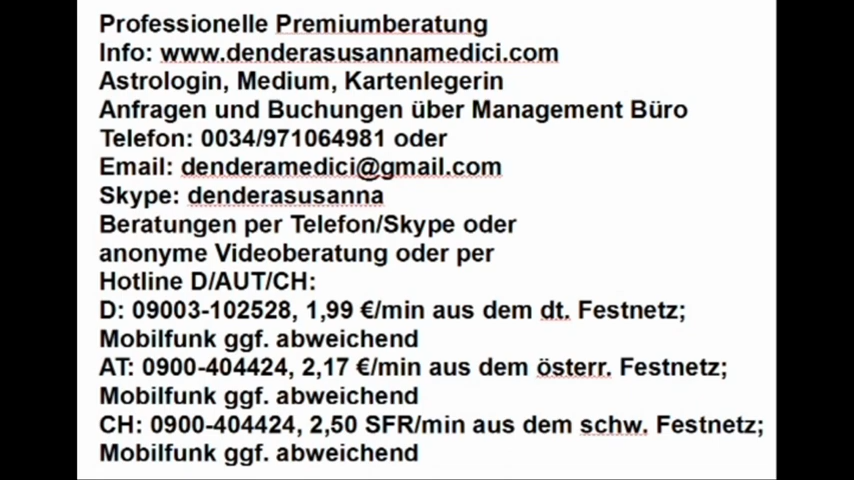 Professionelle Premiumberatung
Info: www.denderasusannamedici.com
Astrologin, Medium, Kartenlegerin
Anfragen und Buchungen über Management Büro
Telefon: 0034/971064981 oder
Email: denderamedici@gmail.com
Skype: denderasusanna
Beratungen per Telefon/Skype oder
anonyme Videoberatung oder per
Hotline D/AUT/CH:
D: 09003-102528, 1,99 €/min aus dem dt. Festnetz;
Mobilfunk ggf. abweichend
AT: 0900-404424, 2,17 €/min aus dem österr. Festnetz;
Mobilfunk ggf. abweichend
CH: 0900-404424, 2,50 SFR/min aus dem schw. Festnetz;
Mobilfunk ggf. abweichend